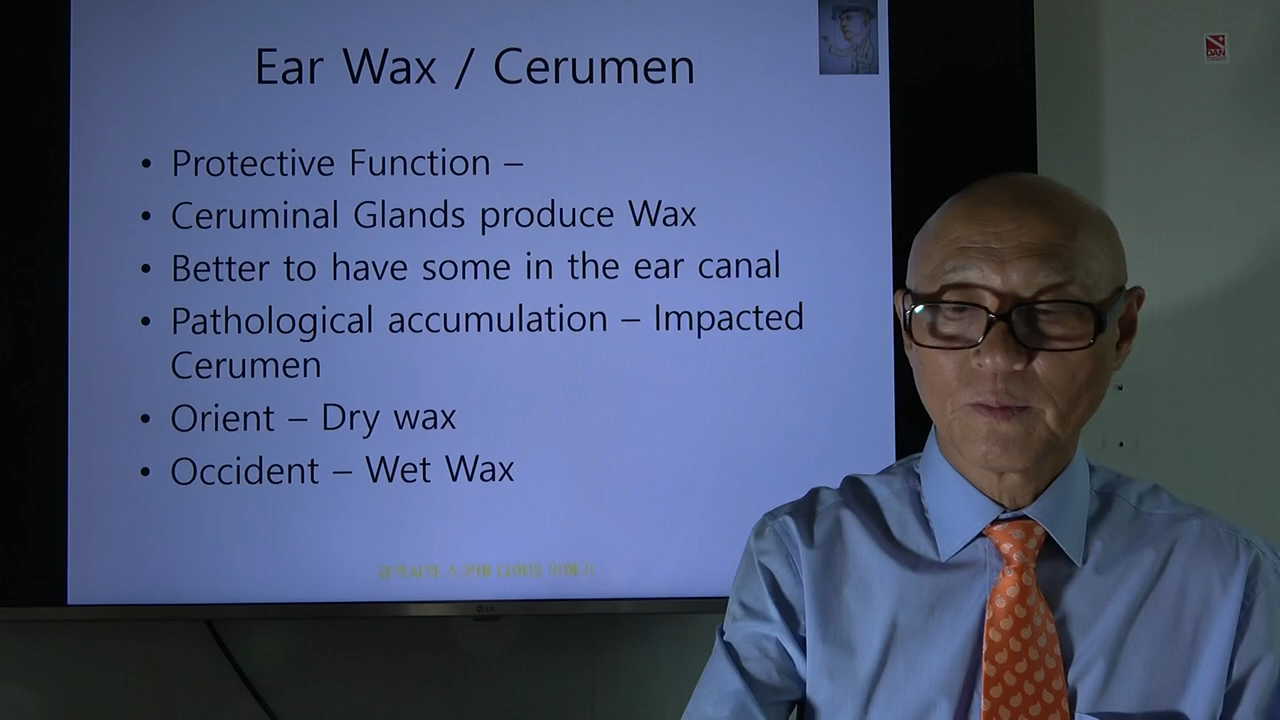 Ear Wax / Cerumen
• Protective Function –
• Ceruminal Glands produce Wax
• Better to have some in the ear canal
• Pathological accumulation – Impacted
Cerumen
• Orient – Dry wax
• Occident – Wet Wax
LG
DAN